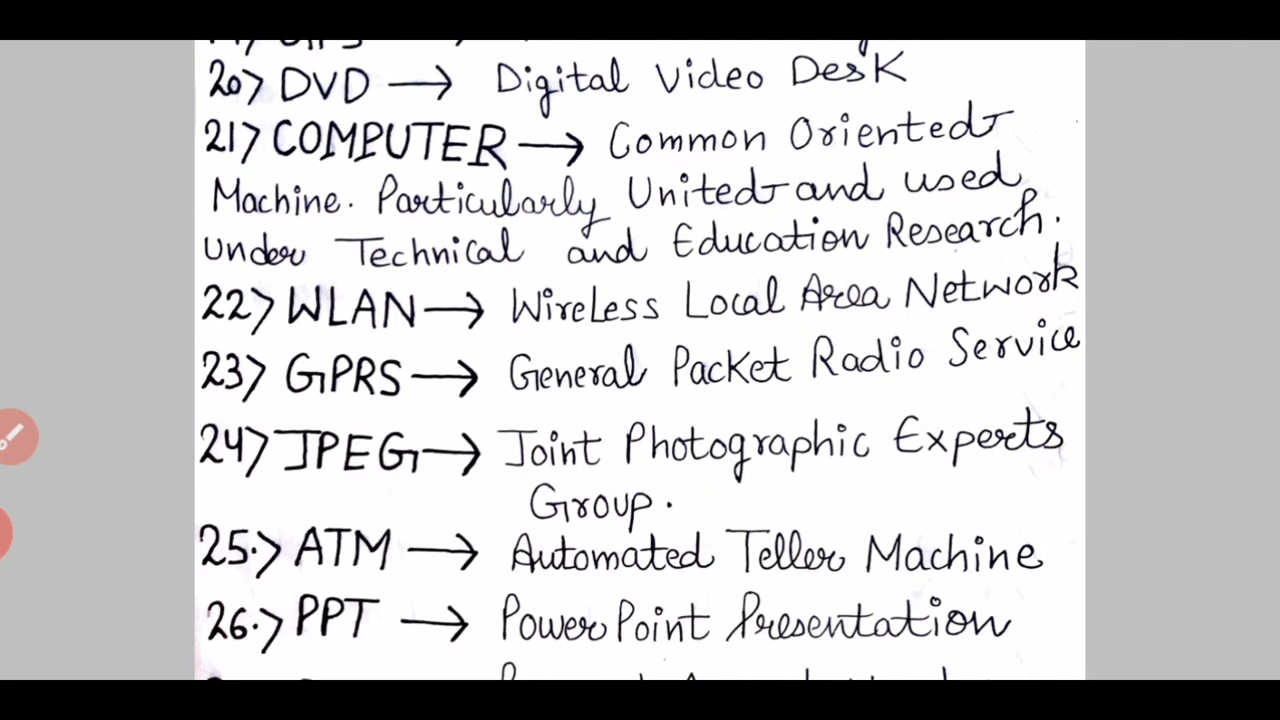 20> DVD → Digital Video Desk
21> COMPUTER → Common Oriented
Machine. Particularly United and used
under Technical and Education Research.
22> WLAN → Wireless Local Area Network
23> GPRS → General Packet Radio Service
24> JPEG → Joint Photographic Experts
Group.
25.> ATM → Automated Teller Machine
26.> PPT → PowerPoint Presentation